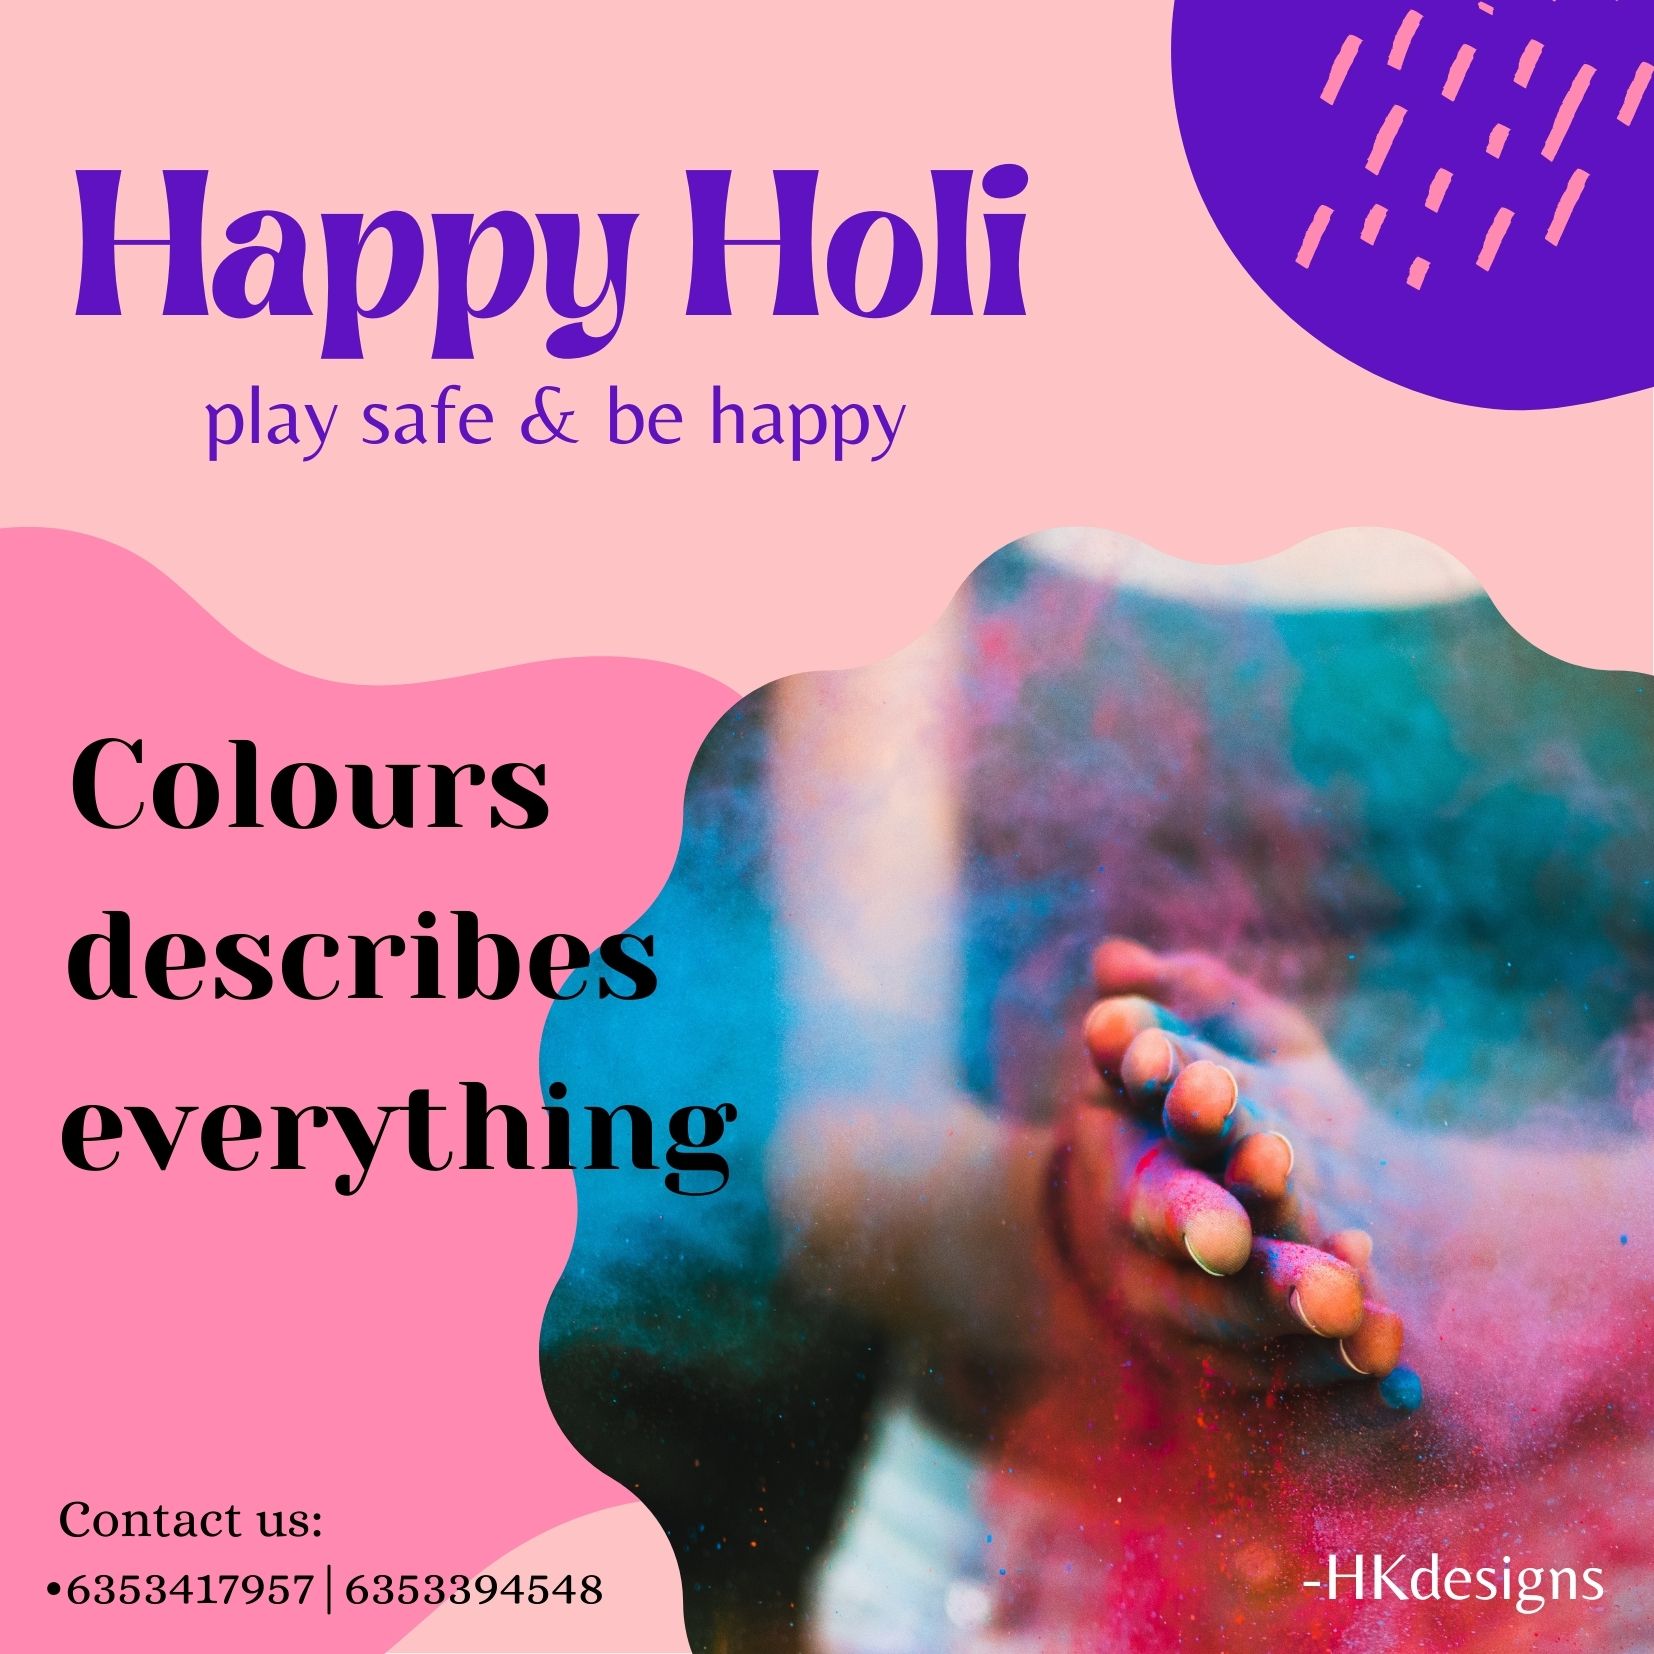 Happy Holi
play safe & be happy
Colours
describes
everything
Contact us:
•6353417957|6353394548
-HKdesigns